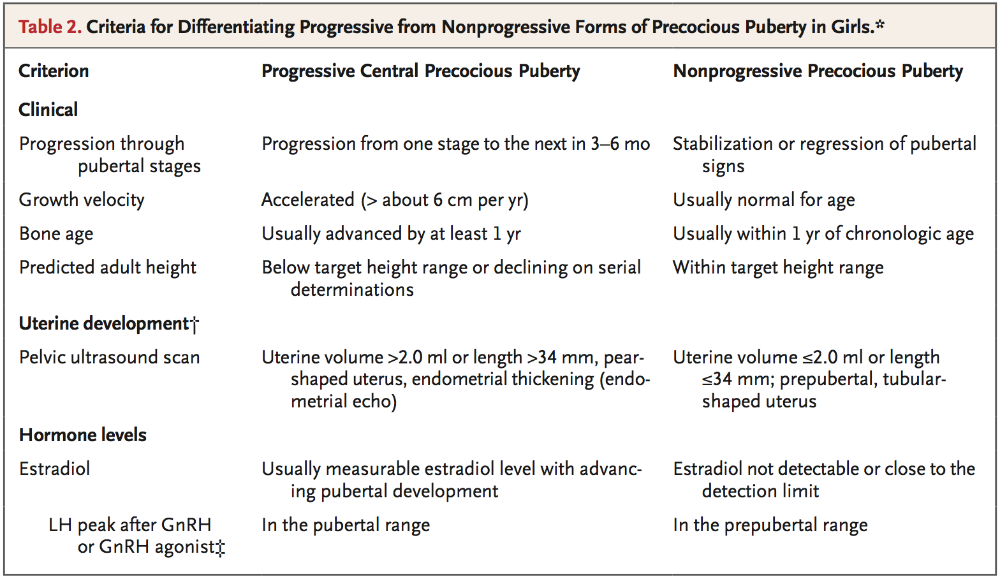 Table 2. Criteria for Differentiating Progressive from Nonprogressive Forms of Precocious Puberty in Girls.*
Criterion Progressive Central Precocious Puberty Nonprogressive Precocious Puberty
Clinical
Progression through Progression from one stage to the next in 3–6 mo Stabilization or regression of pubertal
pubertal stages signs
Growth velocity Accelerated (> about 6 cm per yr) Usually normal for age
Bone age Usually advanced by at least 1 yr Usually within 1 yr of chronologic age
Predicted adult height Below target height range or declining on serial Within target height range
determinations
Uterine development†
Pelvic ultrasound scan Uterine volume >2.0 ml or length >34 mm, pear- Uterine volume ≤2.0 ml or length
shaped uterus, endometrial thickening (endo- ≤34 mm; prepubertal, tubular-
metrial echo) shaped uterus
Hormone levels
Estradiol Usually measurable estradiol level with advanc- Estradiol not detectable or close to the
ing pubertal development detection limit
LH peak after GnRH In the pubertal range In the prepubertal range
or GnRH agonist‡